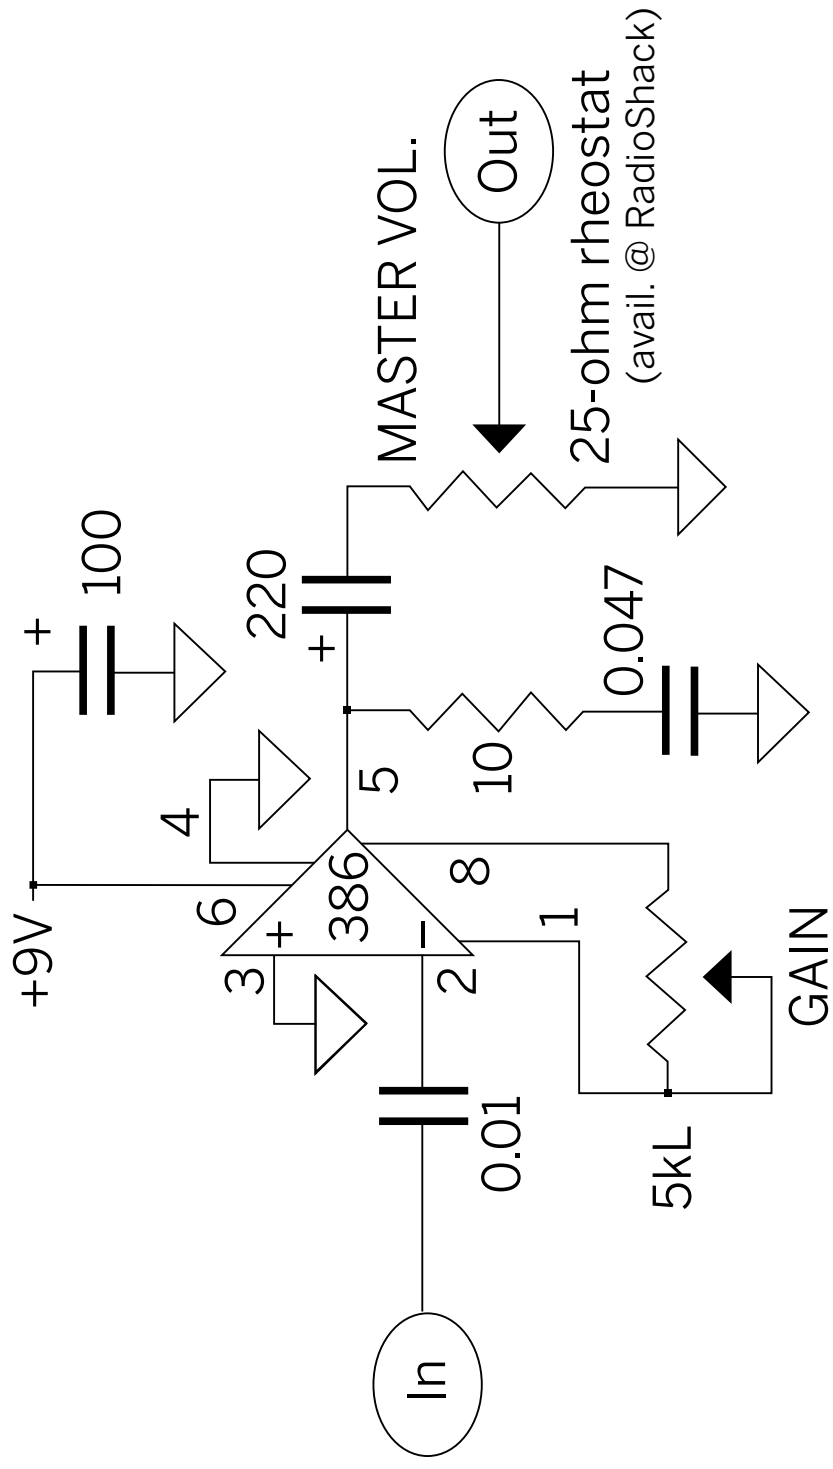 +9V
+
100
6
4
220
+
MASTER VOL.
Out
3
+
386
5
10
25-ohm rheostat
(avail. @ RadioShack)
In
0.01
2
−
8
0.047
1
5kL
GAIN